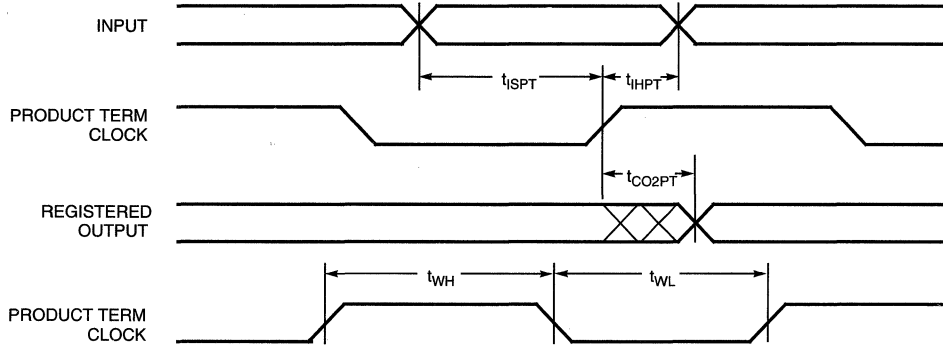 INPUT
tISPT
tIHPT
PRODUCT TERM
CLOCK
tCO2PT
REGISTERED
OUTPUT
tWH
tWL
PRODUCT TERM
CLOCK